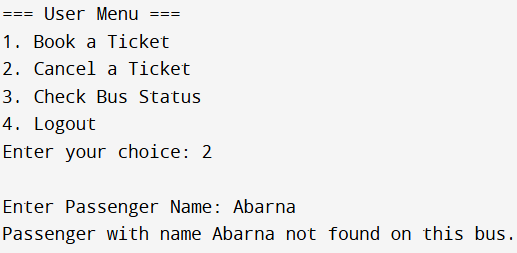 === User Menu ===
1. Book a Ticket
2. Cancel a Ticket
3. Check Bus Status
4. Logout
Enter your choice: 2
Enter Passenger Name: Abarna
Passenger with name Abarna not found on this bus.